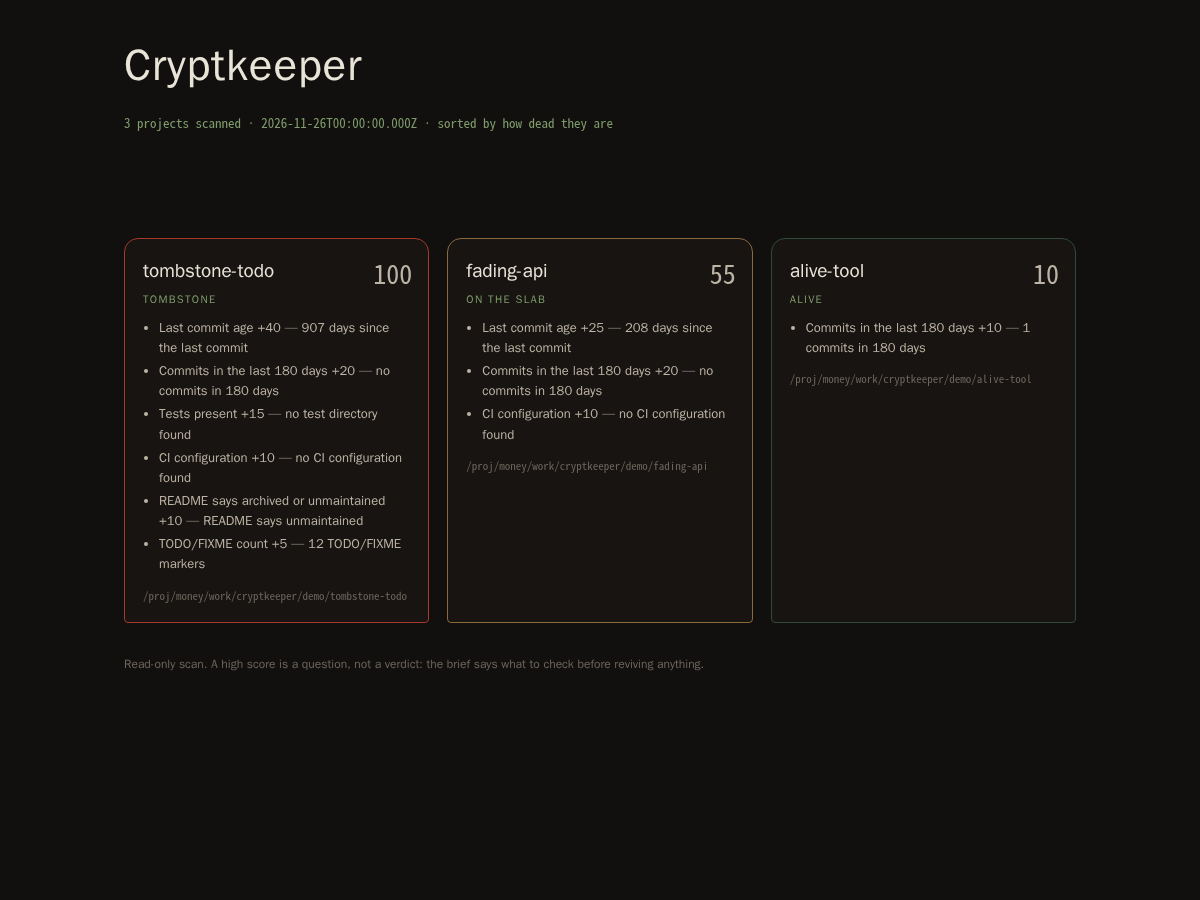 Cryptkeeper
3 projects scanned · 2026-11-26T00:00:00.000Z · sorted by how dead they are
tombstone-todo
100
TOMBSTONE
• Last commit age +40 — 907 days since
the last commit
• Commits in the last 180 days +20 — no
commits in 180 days
• Tests present +15 — no test directory
found
• CI configuration +10 — no CI configuration
found
• README says archived or unmaintained
+10 — README says unmaintained
• TODO/FIXME count +5 — 12 TODO/FIXME
markers
/proj/money/work/cryptkeeper/demo/tombstone-todo
fading-api
55
ON THE SLAB
• Last commit age +25 — 208 days since
the last commit
• Commits in the last 180 days +20 — no
commits in 180 days
• CI configuration +10 — no CI configuration
found
/proj/money/work/cryptkeeper/demo/fading-api
alive-tool
10
ALIVE
• Commits in the last 180 days +10 — 1
commits in 180 days
/proj/money/work/cryptkeeper/demo/alive-tool
Read-only scan. A high score is a question, not a verdict: the brief says what to check before reviving anything.